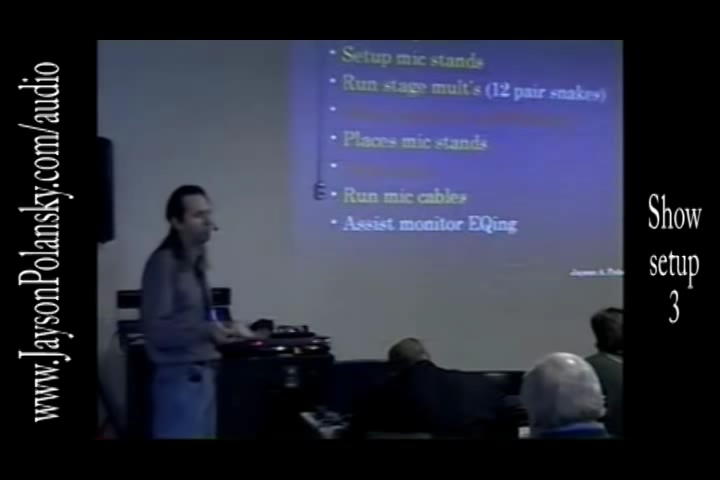 www.JaysonPolansky.com/audio
• Setup mic stands
• Run stage mult's (12 pair snakes)
• Places mic stands
• Run mic cables
• Assist monitor EQing
Jayson A.
Show
setup
3